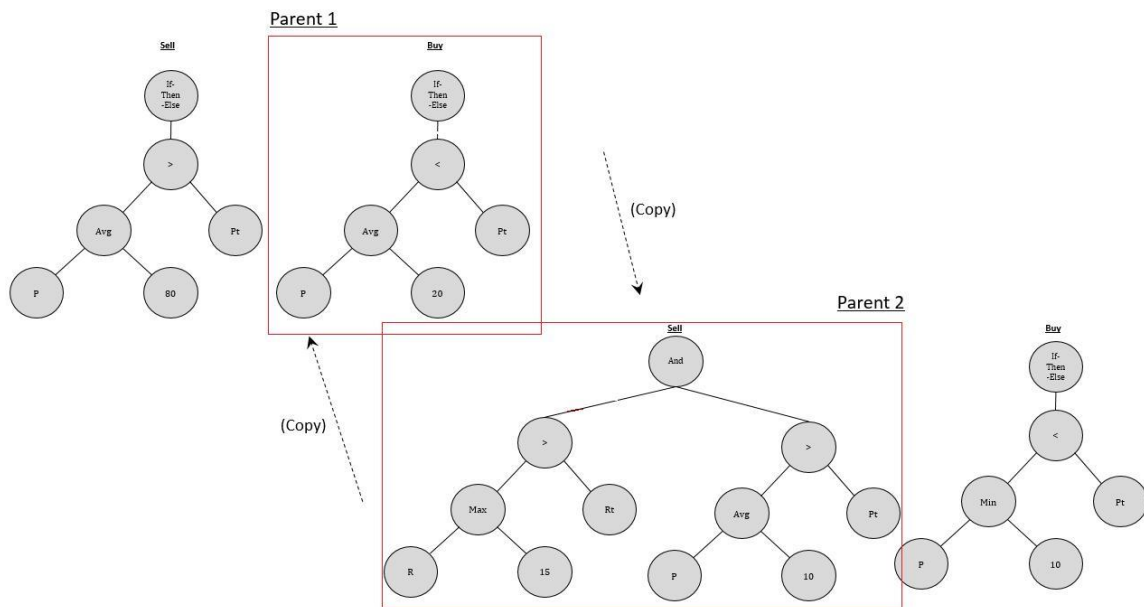 Parent 1
Sell
Buy
If-
Then
-Else
If-
Then
-Else
>
<
(Copy)
Avg
Pt
Avg
Pt
P
80
P
20
Parent 2
Sell
Buy
And
If-
Then
-Else
(Copy)
>
>
<
Max
Rt
Avg
Pt
Min
Pt
R
15
P
10
P
10